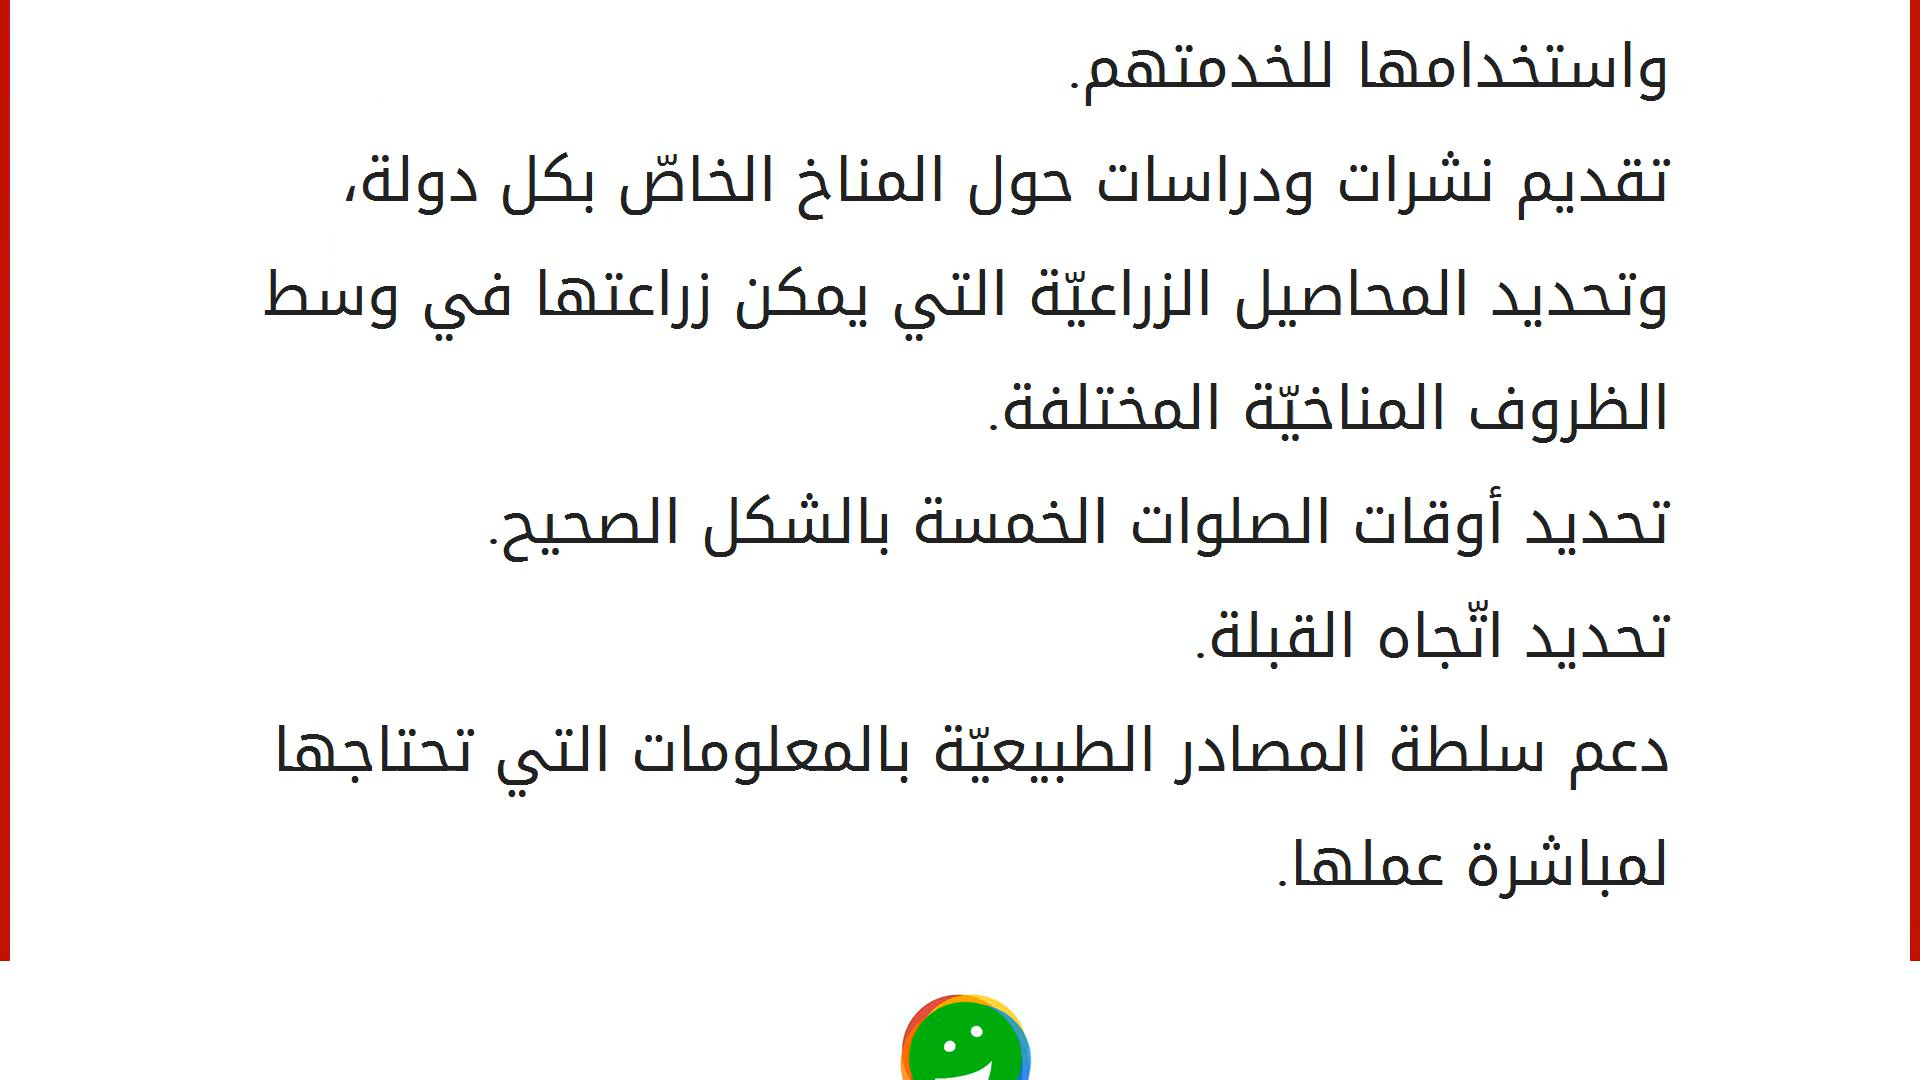 واستخدامها للخدمتهم.
تقديم نشرات ودراسات حول المناخ الخاصّ بكل دولة،
وتحديد المحاصيل الزراعيّة التي يمكن زراعتها في وسط
الظروف المناخيّة المختلفة.
تحديد أوقات الصلوات الخمسة بالشكل الصحيح.
تحديد اتّجاه القبلة.
دعم سلطة المصادر الطبيعيّة بالمعلومات التي تحتاجها
لمباشرة عملها.